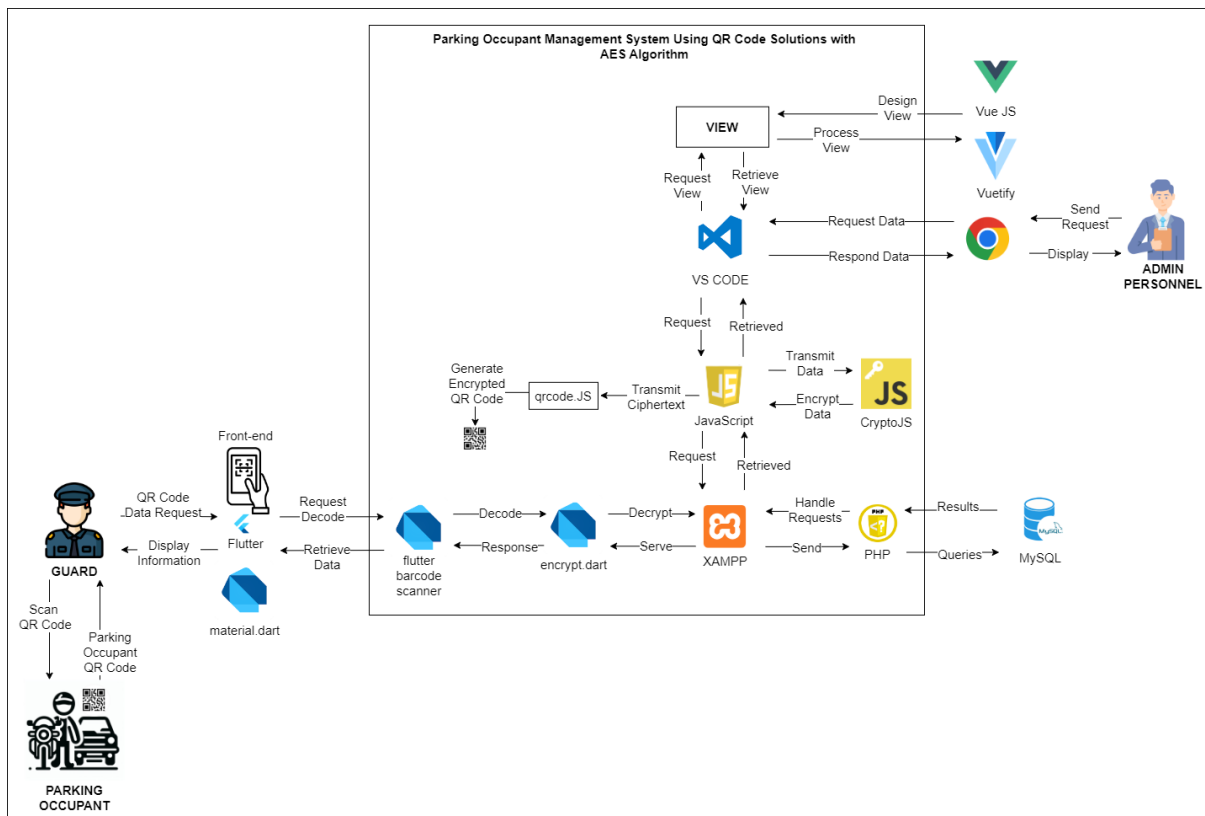 Parking Occupant Management System Using QR Code Solutions with
AES Algorithm
Design
View
Vue JS
VIEW
Process
View
Request
View
Retrieve
View
Vuetify
Request Data
Send
Request
Respond Data
Display
ADMIN
PERSONNEL
VS CODE
Request
Retrieved
Generate
Encrypted
QR Code
qrcode.JS
Transmit
Ciphertext
JS
JavaScript
Transmit
Data
Encrypt
Data
JS
CryptoJS
Request
Retrieved
Front-end
QR Code
Data Request
Flutter
Display
Information
GUARD
Request
Decode
Retrieve
Data
material.dart
flutter
barcode
scanner
Decode
Response
encrypt.dart
Decrypt
Serve
XAMPP
Handle
Requests
Send
PHP
PHP
Results
Queries
MySQL
MySQL
Scan
QR Code
Parking
Occupant
QR Code
PARKING
OCCUPANT